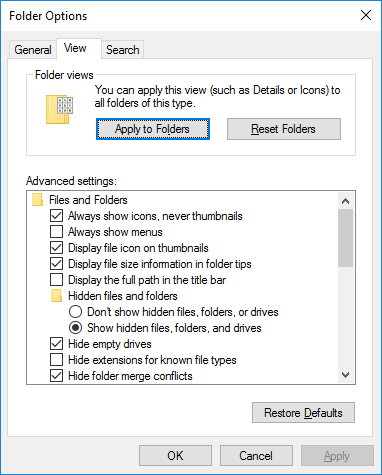 Folder Options
General
View
Search
Folder views
You can apply this view (such as Details or Icons) to
all folders of this type.
Apply to Folders
Reset Folders
Advanced settings:
Files and Folders
Always show icons, never thumbnails
Always show menus
Display file icon on thumbnails
Display file size information in folder tips
Display the full path in the title bar
Hidden files and folders
Don't show hidden files, folders, or drives
Show hidden files, folders, and drives
Hide empty drives
Hide extensions for known file types
Hide folder merge conflicts
Restore Defaults
OK
Cancel
Apply